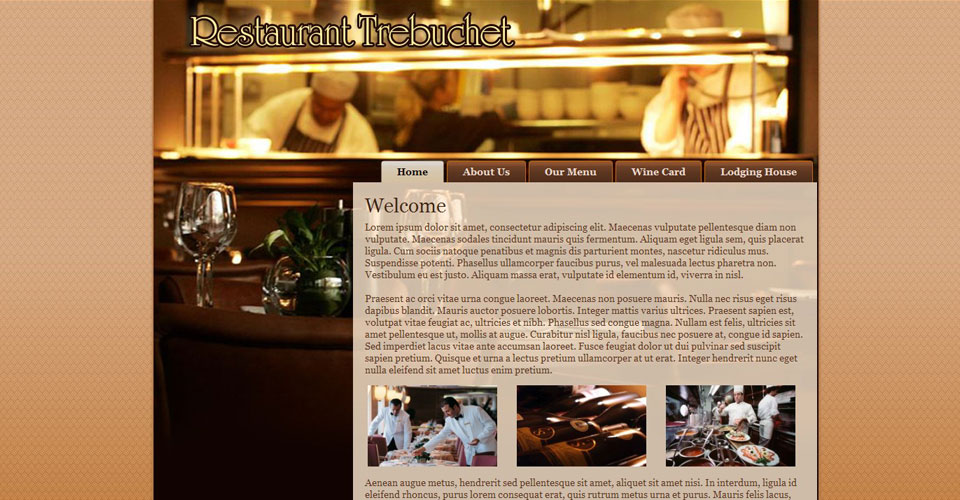 Restaurant Trebuchet
Home About Us Our Menu Wine Card Lodging House
Welcome
Lorem ipsum dolor sit amet, consectetur adipiscing elit. Maecenas vulputate pellentesque diam non
vulputate. Maecenas sodales tincidunt mauris quis fermentum. Aliquam eget ligula sem, quis placerat
ligula. Cum sociis natoque penatibus et magnis dis parturient montes, nascetur ridiculus mus.
Suspendisse potenti. Phasellus ullamcorper faucibus purus, vel malesuada lectus pharetra non.
Vestibulum eu est justo. Aliquam massa erat, vulputate id elementum id, viverra in nisl.
Praesent ac orci vitae urna congue laoreet. Maecenas non posuere mauris. Nulla nec risus eget risus
dapibus blandit. Mauris auctor posuere lobortis. Integer mattis varius ultrices. Praesent sapien est,
volutpat vitae feugiat ac, ultricies et nibh. Phasellus sed congue magna. Nullam est felis, ultricies sit
amet pellentesque ut, mollis at augue. Curabitur nisl ligula, faucibus nec posuere at, congue id sapien.
Sed imperdiet lacus vitae ante accumsan laoreet. Fusce feugiat dolor ut dui pulvinar sed suscipit
sapien pretium. Quisque et urna a lectus pretium ullamcorper at ut erat. Integer hendrerit nunc eget
nulla eleifend sit amet luctus enim pretium.
Aenean augue metus, hendrerit sed pellentesque sit amet, aliquet sit amet nisi. In interdum, ligula id
eleifend rhoncus, purus lorem consequat erat, quis rutrum metus urna et purus. Mauris felis lacus,